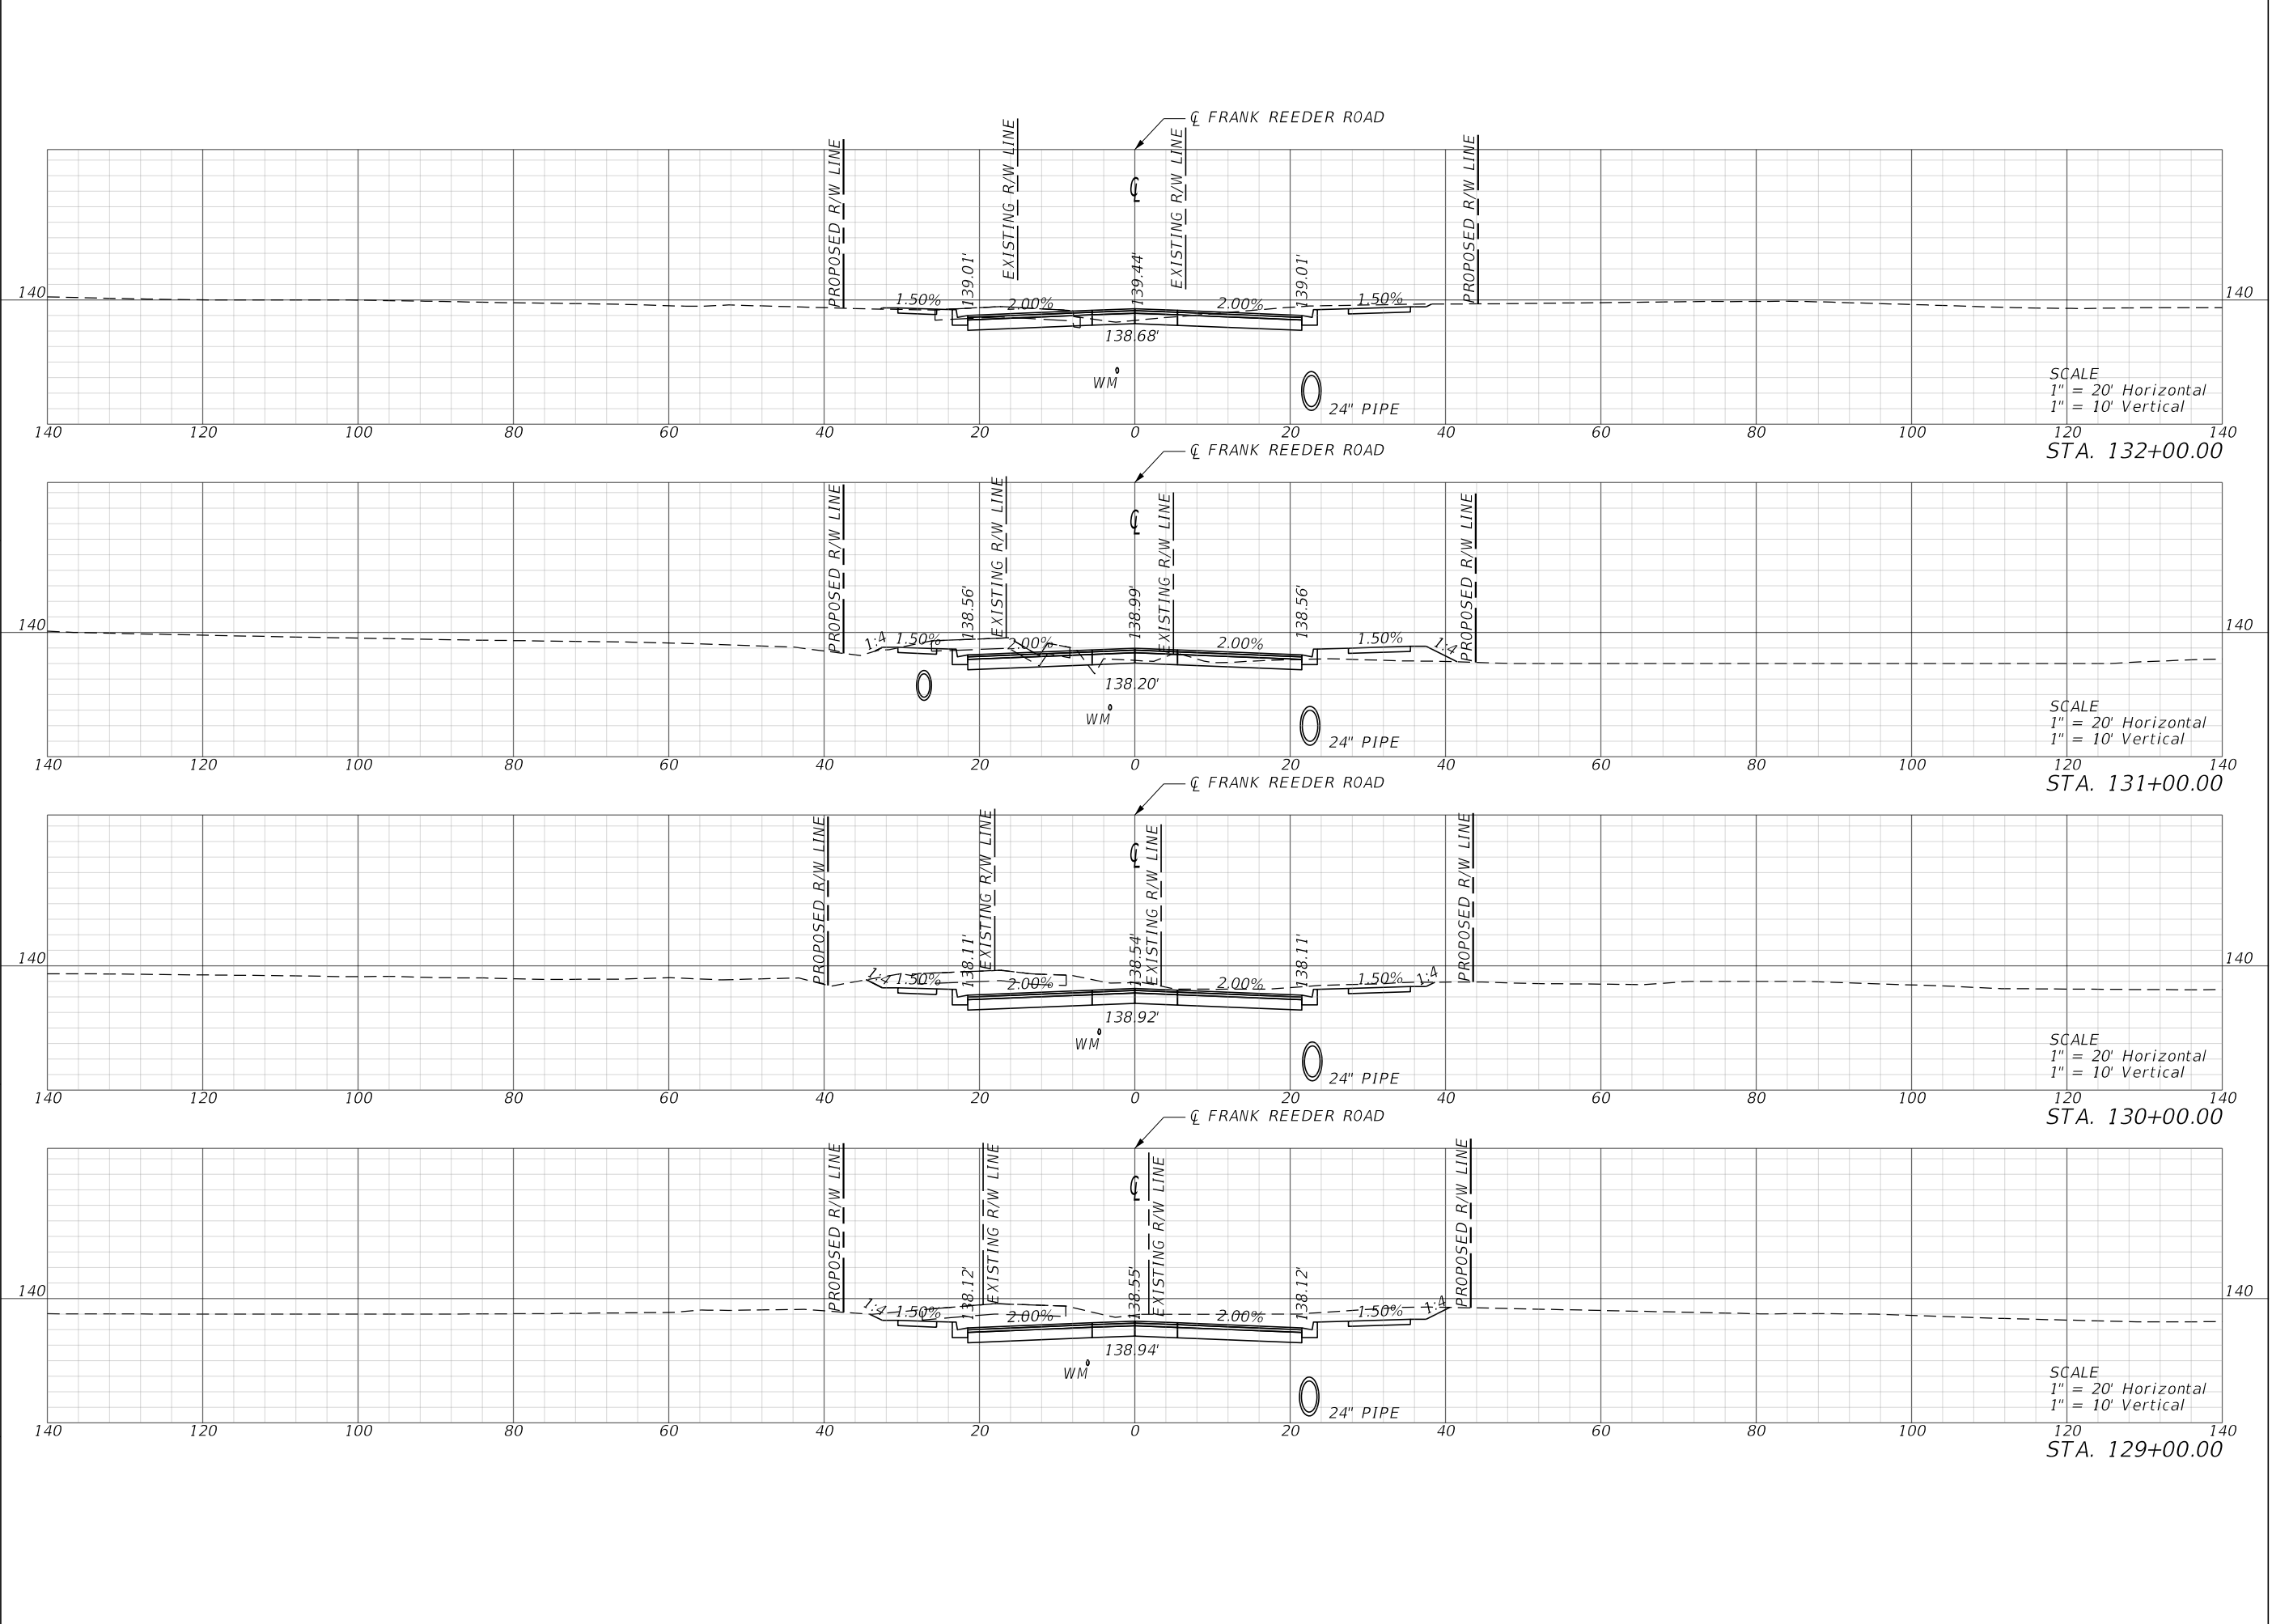 ℄ FRANK REEDER ROAD
PROPOSED R/W LINE
EXISTING R/W LINE
℄
EXISTING R/W LINE
PROPOSED R/W LINE
139.01'
139.44'
139.01'
140
1.50%
2.00%
2.00%
1.50%
140
138.68'
WM
24" PIPE
SCALE
1" = 20' Horizontal
1" = 10' Vertical
140 120 100 80 60 40 20 0 20 40 60 80 100 120 140
STA. 132+00.00
℄ FRANK REEDER ROAD
PROPOSED R/W LINE
EXISTING R/W LINE
℄
EXISTING R/W LINE
PROPOSED R/W LINE
138.56'
138.99'
138.56'
140
1:4
1.50%
2.00%
2.00%
1.50%
1:4
140
138.20'
WM
24" PIPE
SCALE
1" = 20' Horizontal
1" = 10' Vertical
140 120 100 80 60 40 20 0 20 40 60 80 100 120 140
STA. 131+00.00
℄ FRANK REEDER ROAD
PROPOSED R/W LINE
EXISTING R/W LINE
℄
EXISTING R/W LINE
PROPOSED R/W LINE
138.11'
138.54'
138.11'
140
1:4
1.50%
2.00%
2.00%
1.50%
1:4
140
138.92'
WM
24" PIPE
SCALE
1" = 20' Horizontal
1" = 10' Vertical
140 120 100 80 60 40 20 0 20 40 60 80 100 120 140
STA. 130+00.00
℄ FRANK REEDER ROAD
PROPOSED R/W LINE
EXISTING R/W LINE
℄
EXISTING R/W LINE
PROPOSED R/W LINE
138.12'
138.55'
138.12'
140
1:4
1.50%
2.00%
2.00%
1.50%
1:4
140
138.94'
WM
24" PIPE
SCALE
1" = 20' Horizontal
1" = 10' Vertical
140 120 100 80 60 40 20 0 20 40 60 80 100 120 140
STA. 129+00.00